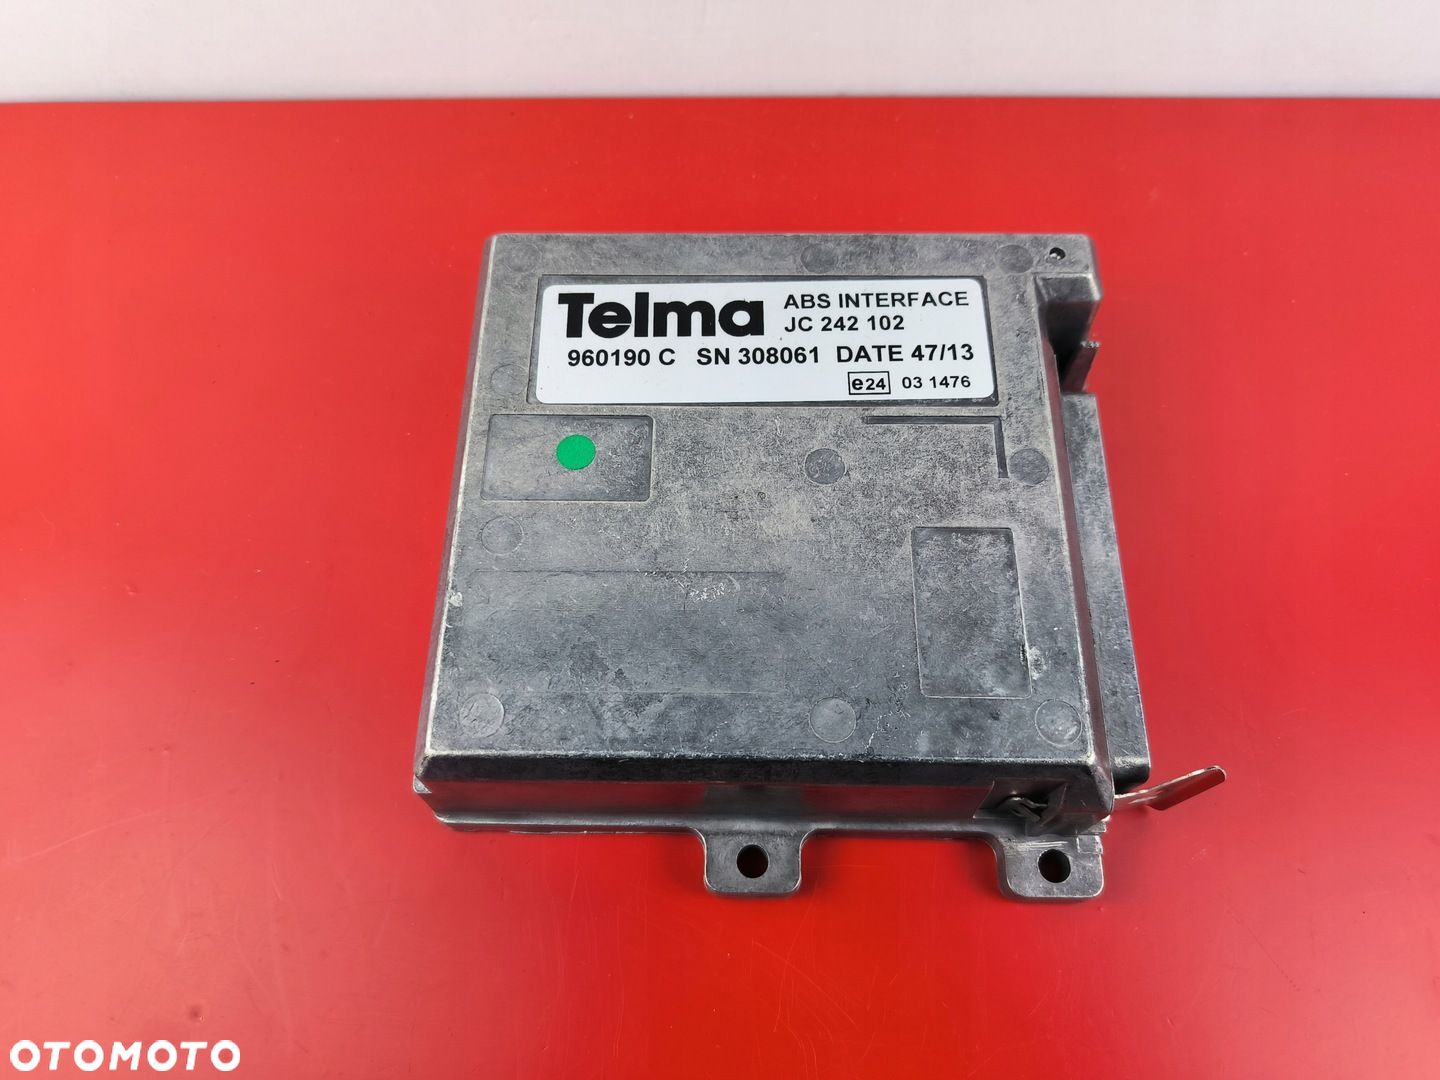 Telma ABS INTERFACE
JC 242 102
960190 C SN 308061 DATE 47/13
e24 03 1476
OTOMOTO